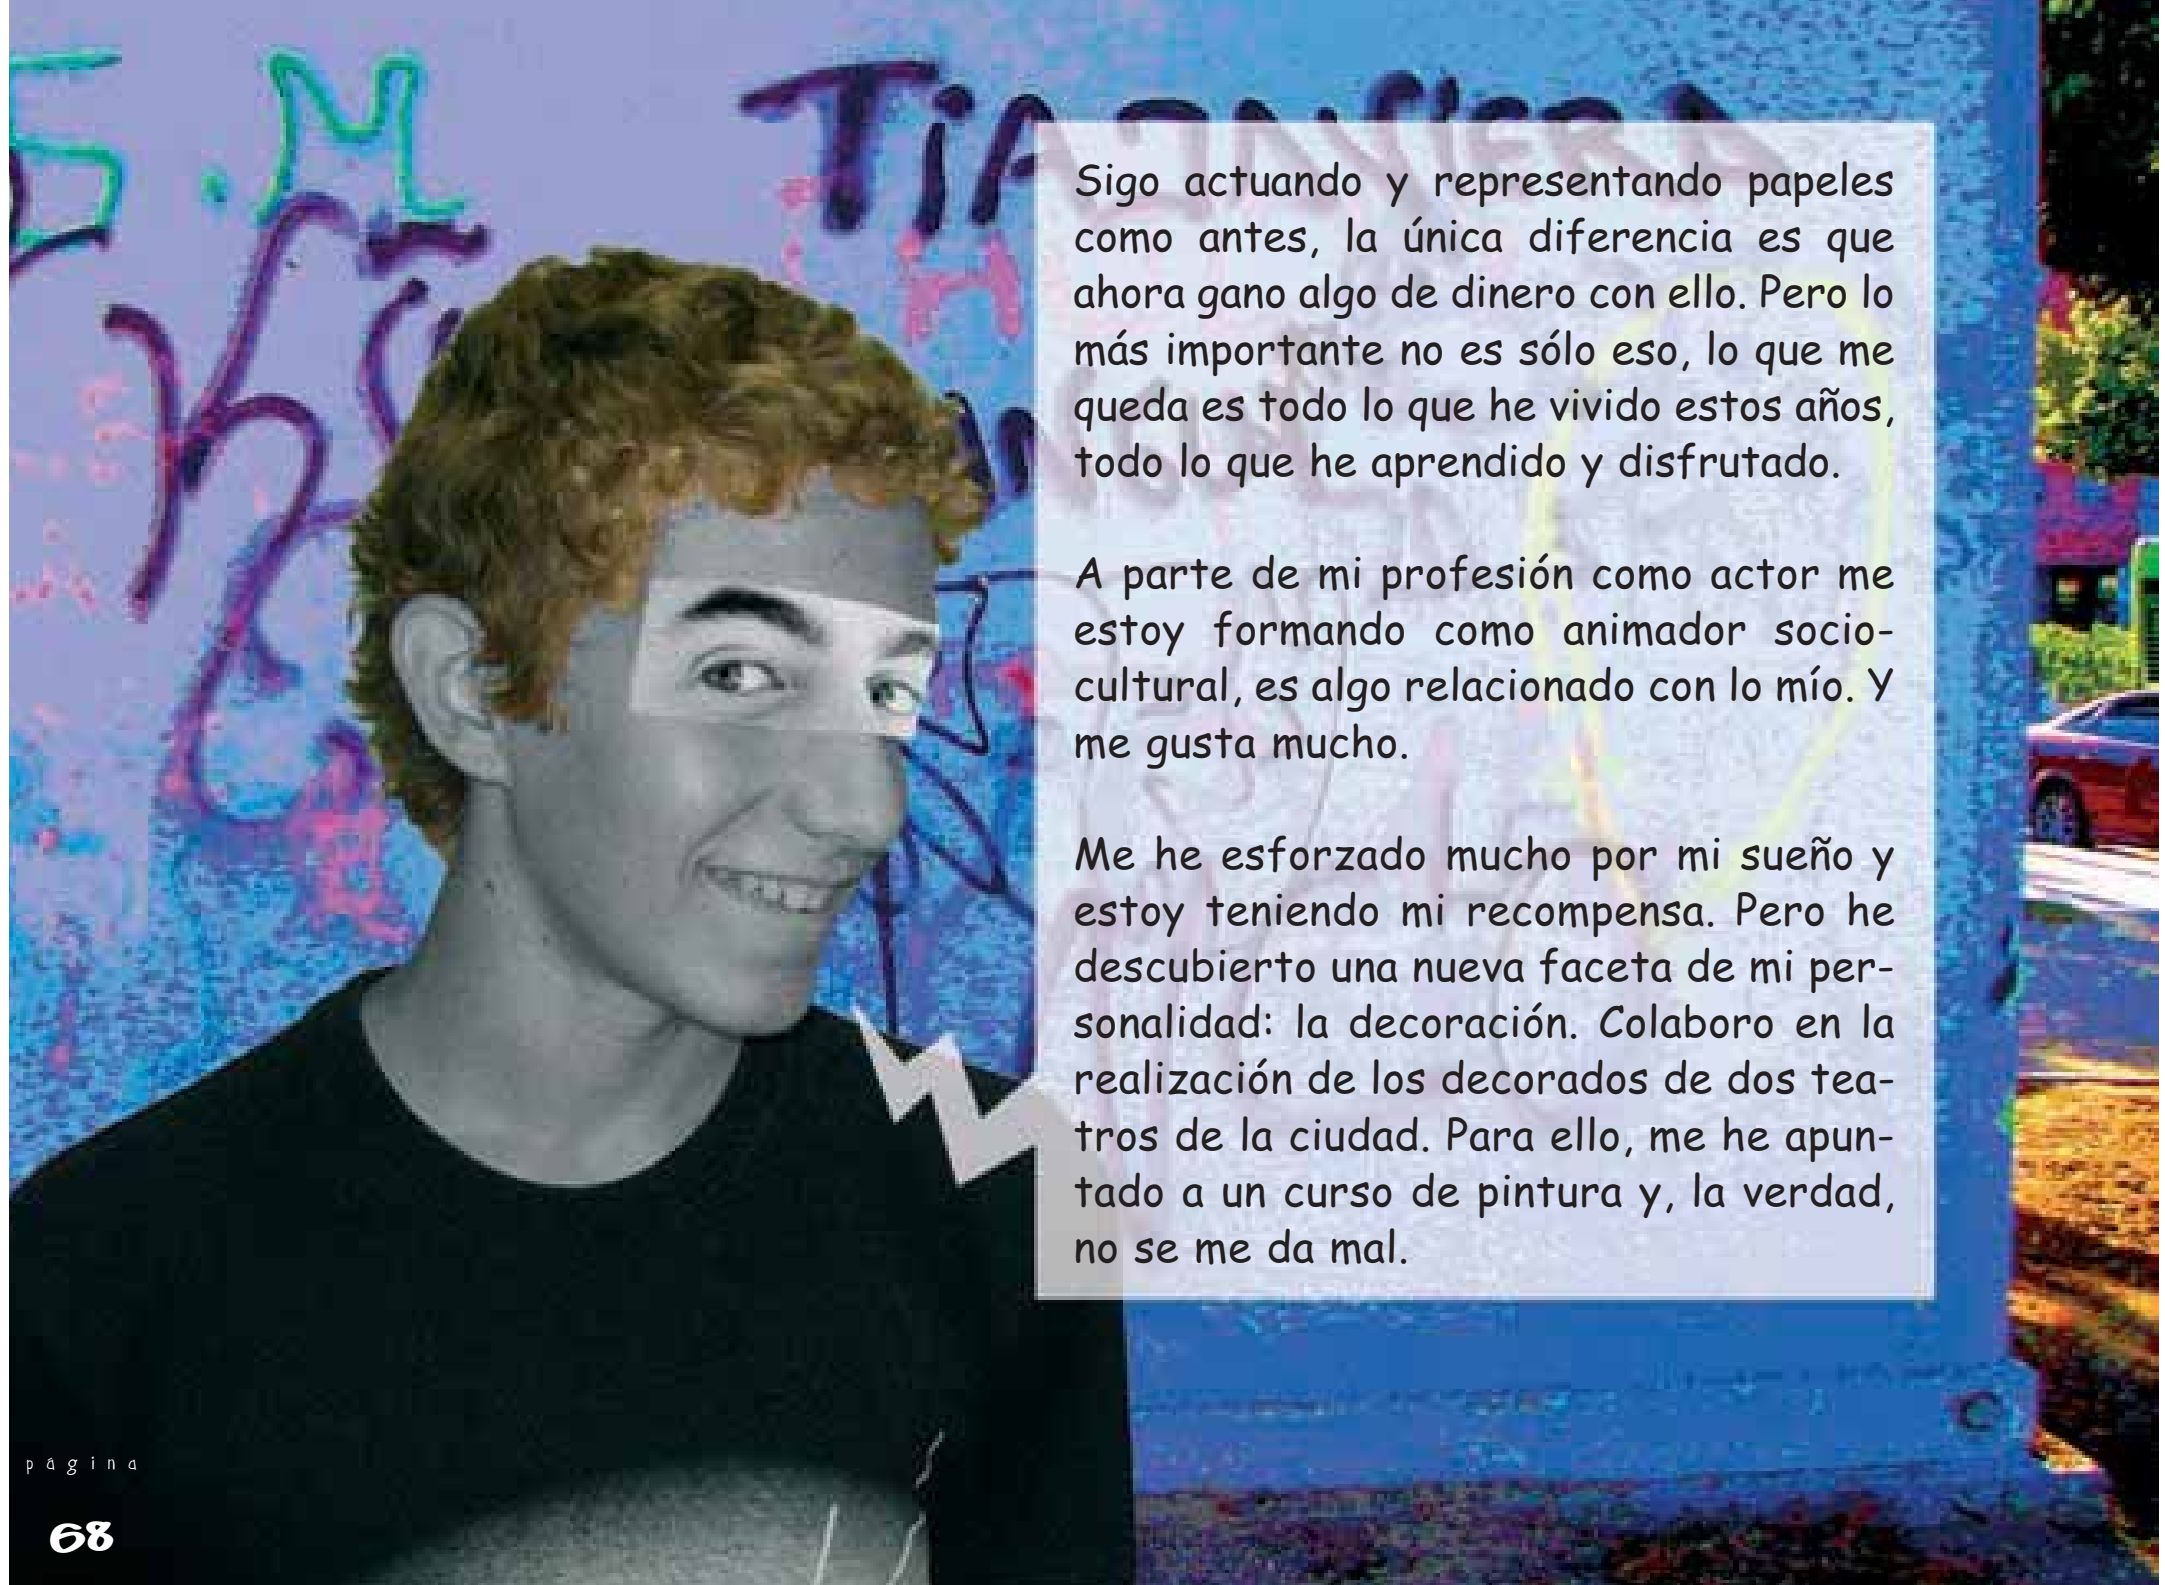 S.M
TiA JAViERA
Sigo actuando y representando papeles
como antes, la única diferencia es que
ahora gano algo de dinero con ello. Pero lo
más importante no es sólo eso, lo que me
queda es todo lo que he vivido estos años,
todo lo que he aprendido y disfrutado.
A parte de mi profesión como actor me
estoy formando como animador socio-
cultural, es algo relacionado con lo mío. Y
me gusta mucho.
Me he esforzado mucho por mi sueño y
estoy teniendo mi recompensa. Pero he
descubierto una nueva faceta de mi per-
sonalidad: la decoración. Colaboro en la
realización de los decorados de dos tea-
tros de la ciudad. Para ello, me he apun-
tado a un curso de pintura y, la verdad,
no se me da mal.
página
68